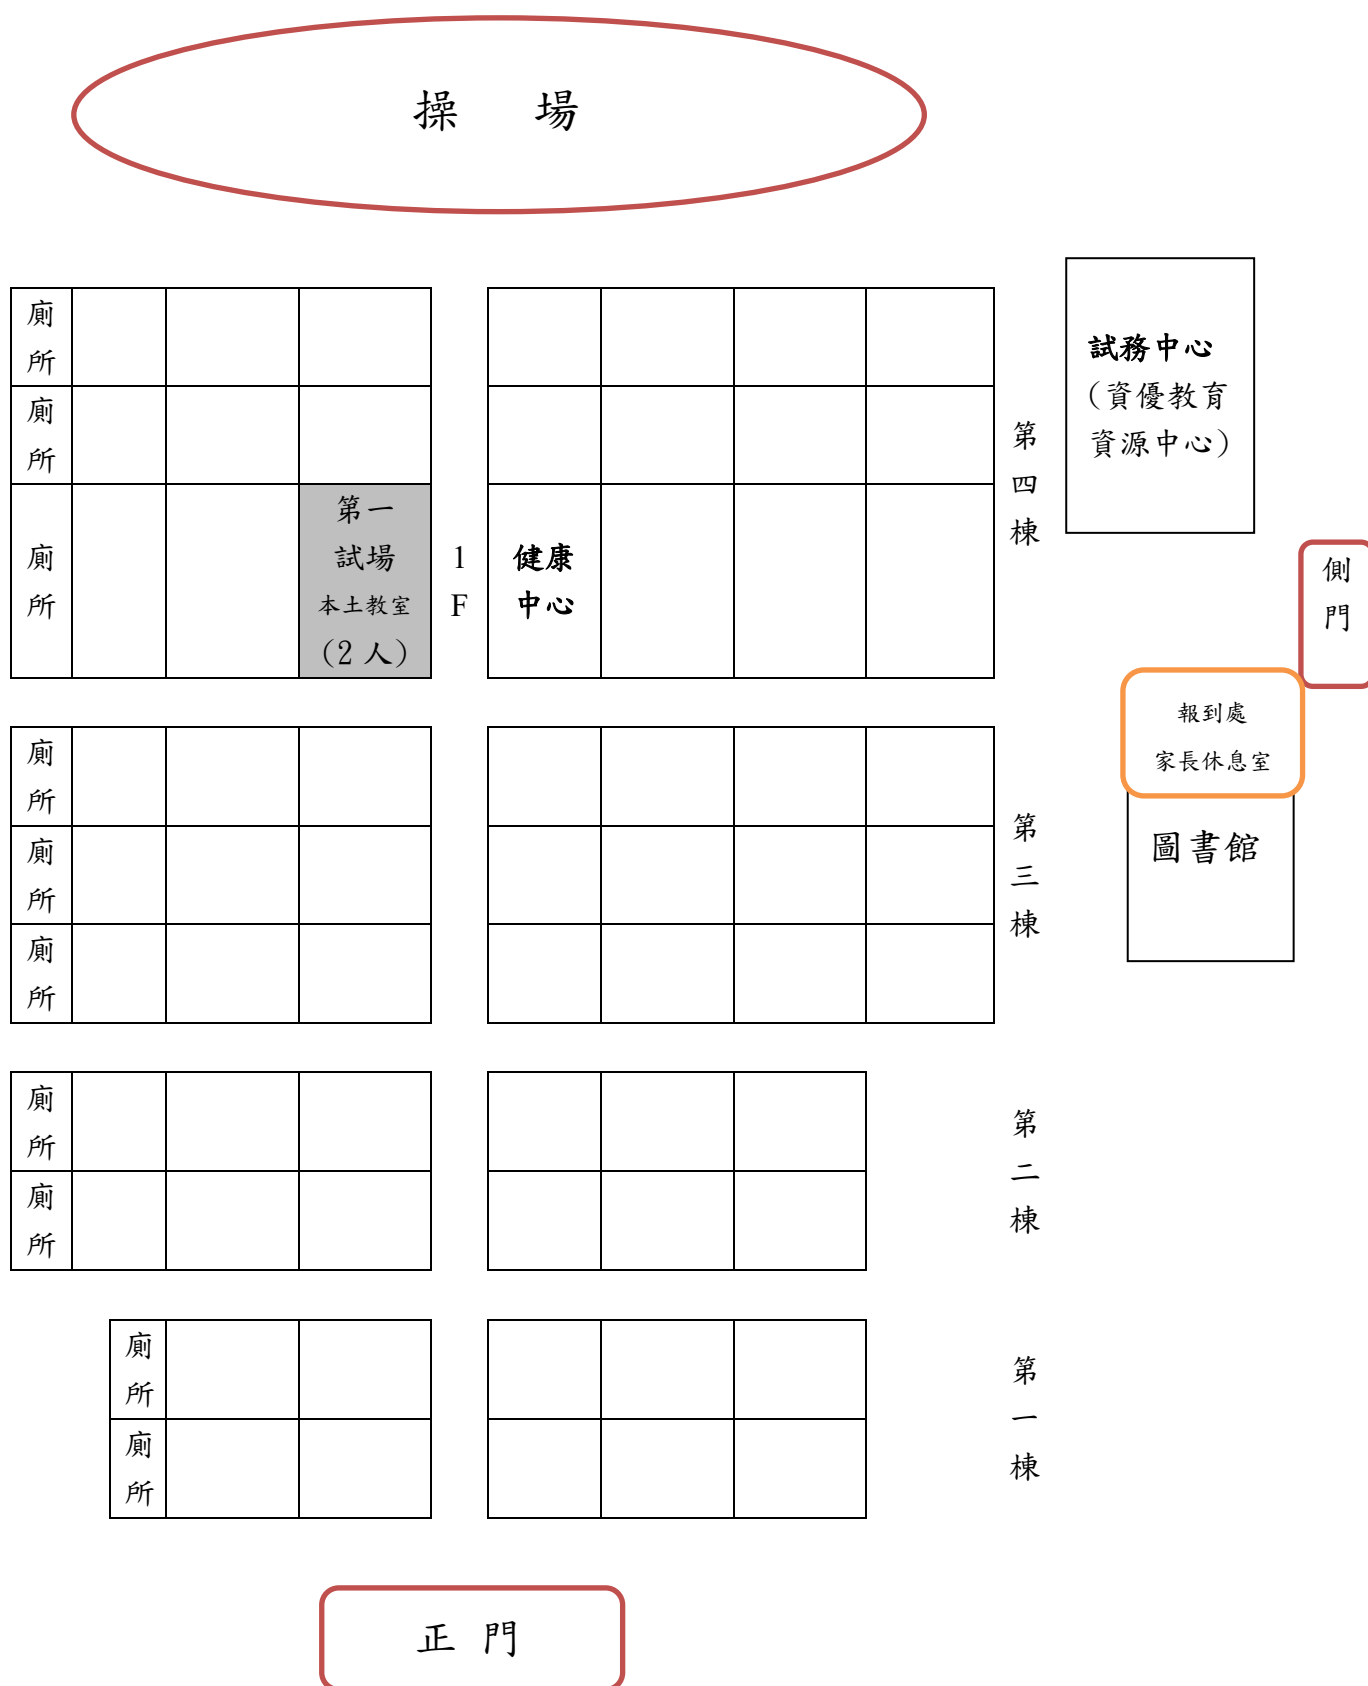 操 場
廁
所
廁
所
廁
所
第一
試場
本土教室
(2 人)
1
F
健康
中心
第
四
棟
試務中心
(資優教育
資源中心)
側
門
報到處
家長休息室
圖書館
廁
所
廁
所
廁
所
第
三
棟
廁
所
廁
所
第
二
棟
廁
所
廁
所
第
一
棟
正 門